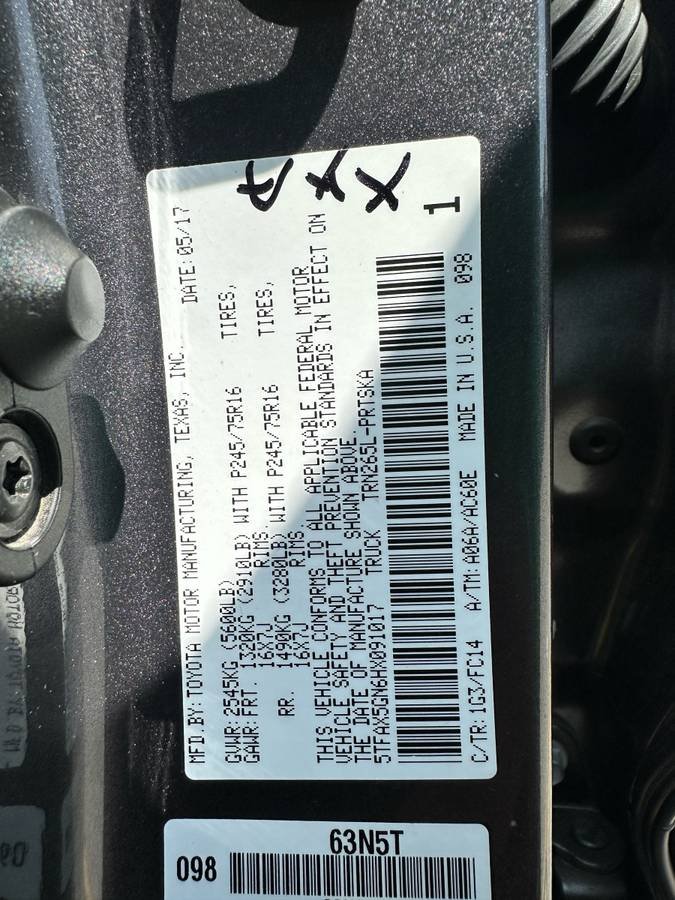 MFD.BY:TOYOTA MOTOR MANUFACTURING, TEXAS, INC. DATE:05/17
GVWR:2545KG (5600LB)
GAWR:FRT. 1320KG (2910LB) WITH P245/75R16 TIRES,
16X7J RIMS
RR. 1490KG (3280LB) WITH P245/75R16 TIRES,
16X7J RIMS
THIS VEHICLE CONFORMS TO ALL APPLICABLE FEDERAL MOTOR
VEHICLE SAFETY AND THEFT PREVENTION STANDARDS IN EFFECT ON
THE DATE OF MANUFACTURE SHOWN ABOVE.
5TFAX5GN6HX091017 TRUCK TRN265L-PRTSKA
1
C/TR:1G3/FC14 A/TM:A06A/AC60E MADE IN U.S.A. 098
63N5T
098